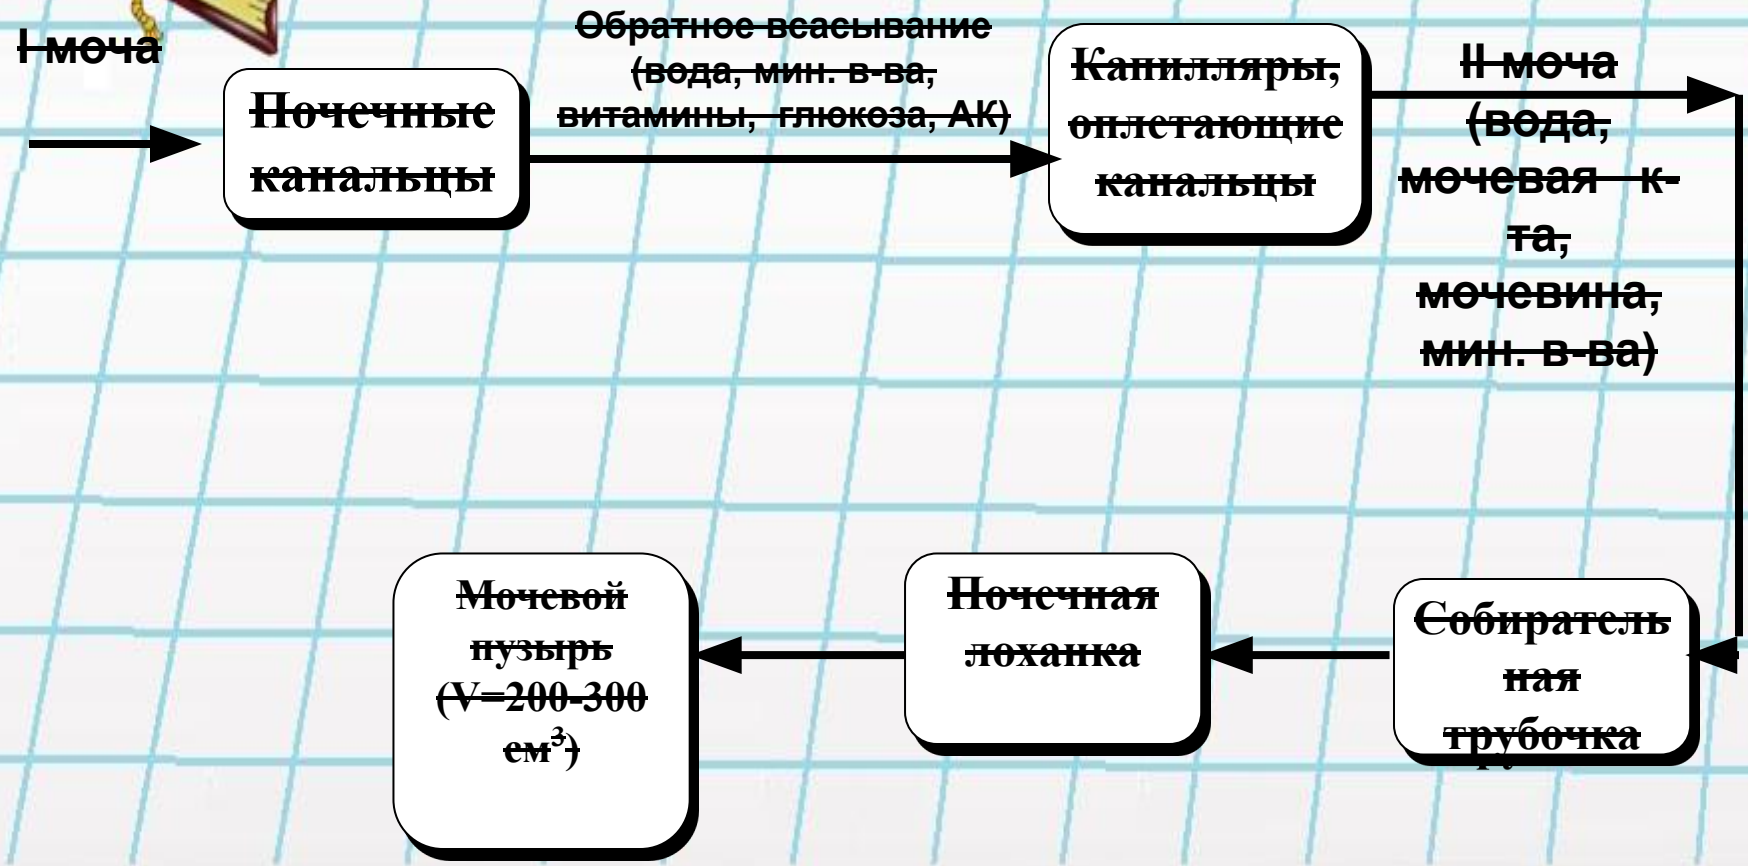 I моча
Почечные
канальцы
Обратное всасывание
(вода, мин. в-ва,
витамины, глюкоза, АК)
Капилляры,
оплетающие
канальцы
II моча
(вода,
мочевая к-
та,
мочевина,
мин. в-ва)
Собиратель
ная
трубочка
Почечная
лоханка
Мочевой
пузырь
(V=200-300
см³)